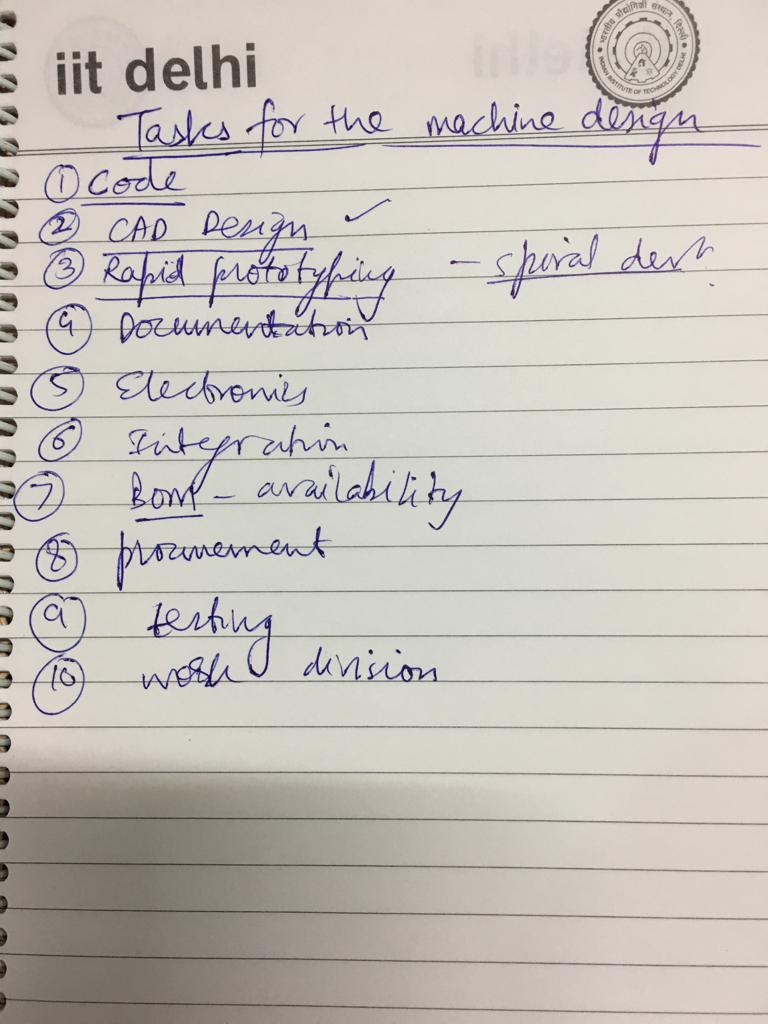 iit delhi
भारतीय प्रौद्योगिकी संस्थान दिल्ली
INDIAN INSTITUTE OF TECHNOLOGY DELHI
Tasks for the machine design
① Code
② CAD Design ✓
③ Rapid prototyping – spiral
④ Documentation
⑤ Electronics
⑥ Integration
⑦ BOM – availability
⑧ procurement
⑨ testing
⑩ work division